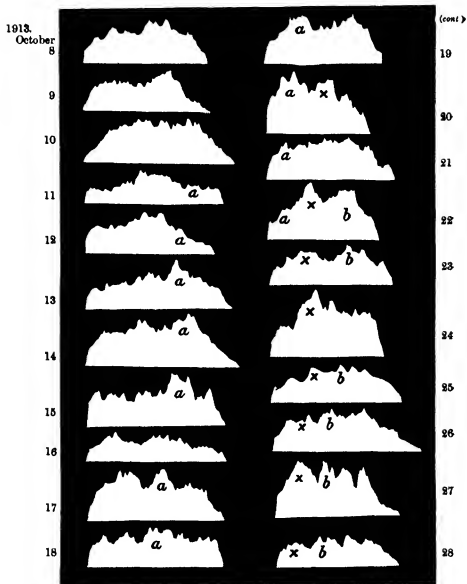 1913.
October
8
9
10
11 a
12 a
13 a
14 a
15 a
16
17 a
18 a
(cont)
a 19
a × 20
a 21
×
a b 22
× b 23
× 24
× b 25
× b 26
× b 27
× b 28